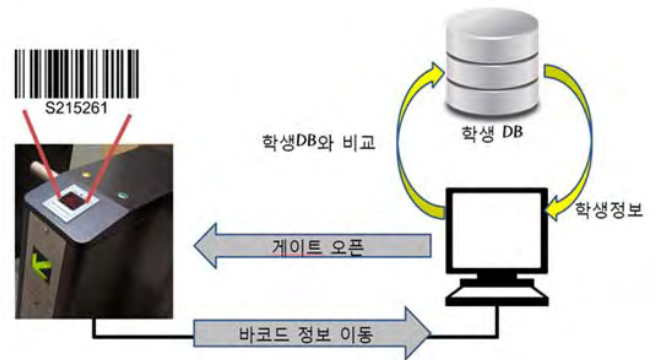 S215261
학생DB와 비교
학생 DB
학생정보
게이트 오픈
바코드 정보 이동